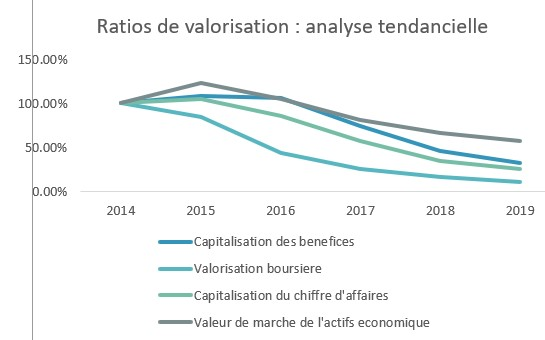 Ratios de valorisation : analyse tendancielle
150.00%
100.00%
50.00%
0.00%
2014 2015 2016 2017 2018 2019
Capitalisation des benefices
Valorisation boursiere
Capitalisation du chiffre d'affaires
Valeur de marche de l'actifs economique